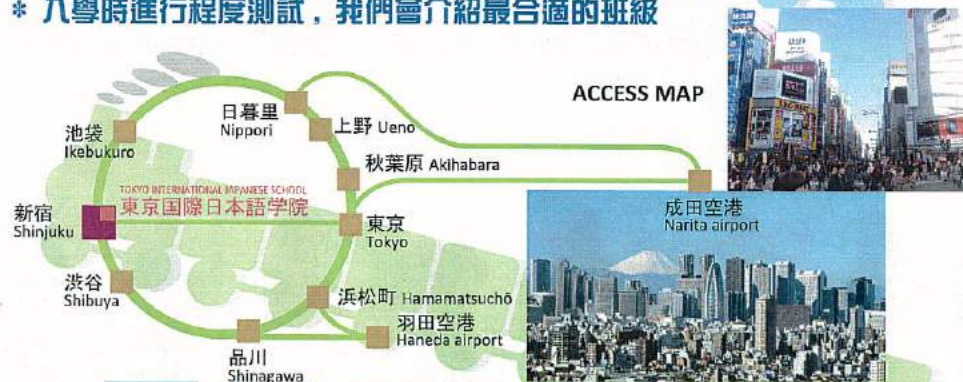 * 入學時進行程度測試，我們會介紹最合適的班級
ACCESS MAP
日暮里
Nippori
上野 Ueno
池袋
Ikebukuro
秋葉原 Akihabara
TOKYO INTERNATIONAL JAPANESE SCHOOL
東京国際日本語学院
新宿
Shinjuku
東京
Tokyo
成田空港
Narita airport
渋谷
Shibuya
浜松町 Hamamatsuchō
羽田空港
Haneda airport
品川
Shinagawa